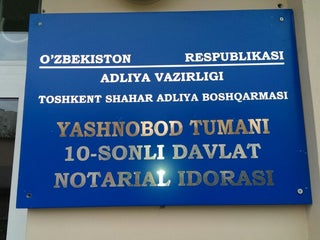 O'ZBEKISTON RESPUBLIKASI
ADLIYA VAZIRLIGI
TOSHKENT SHAHAR ADLIYA BOSHQARMASI
YASHNOBOD TUMANI
10-SONLI DAVLAT
NOTARIAL IDORASI